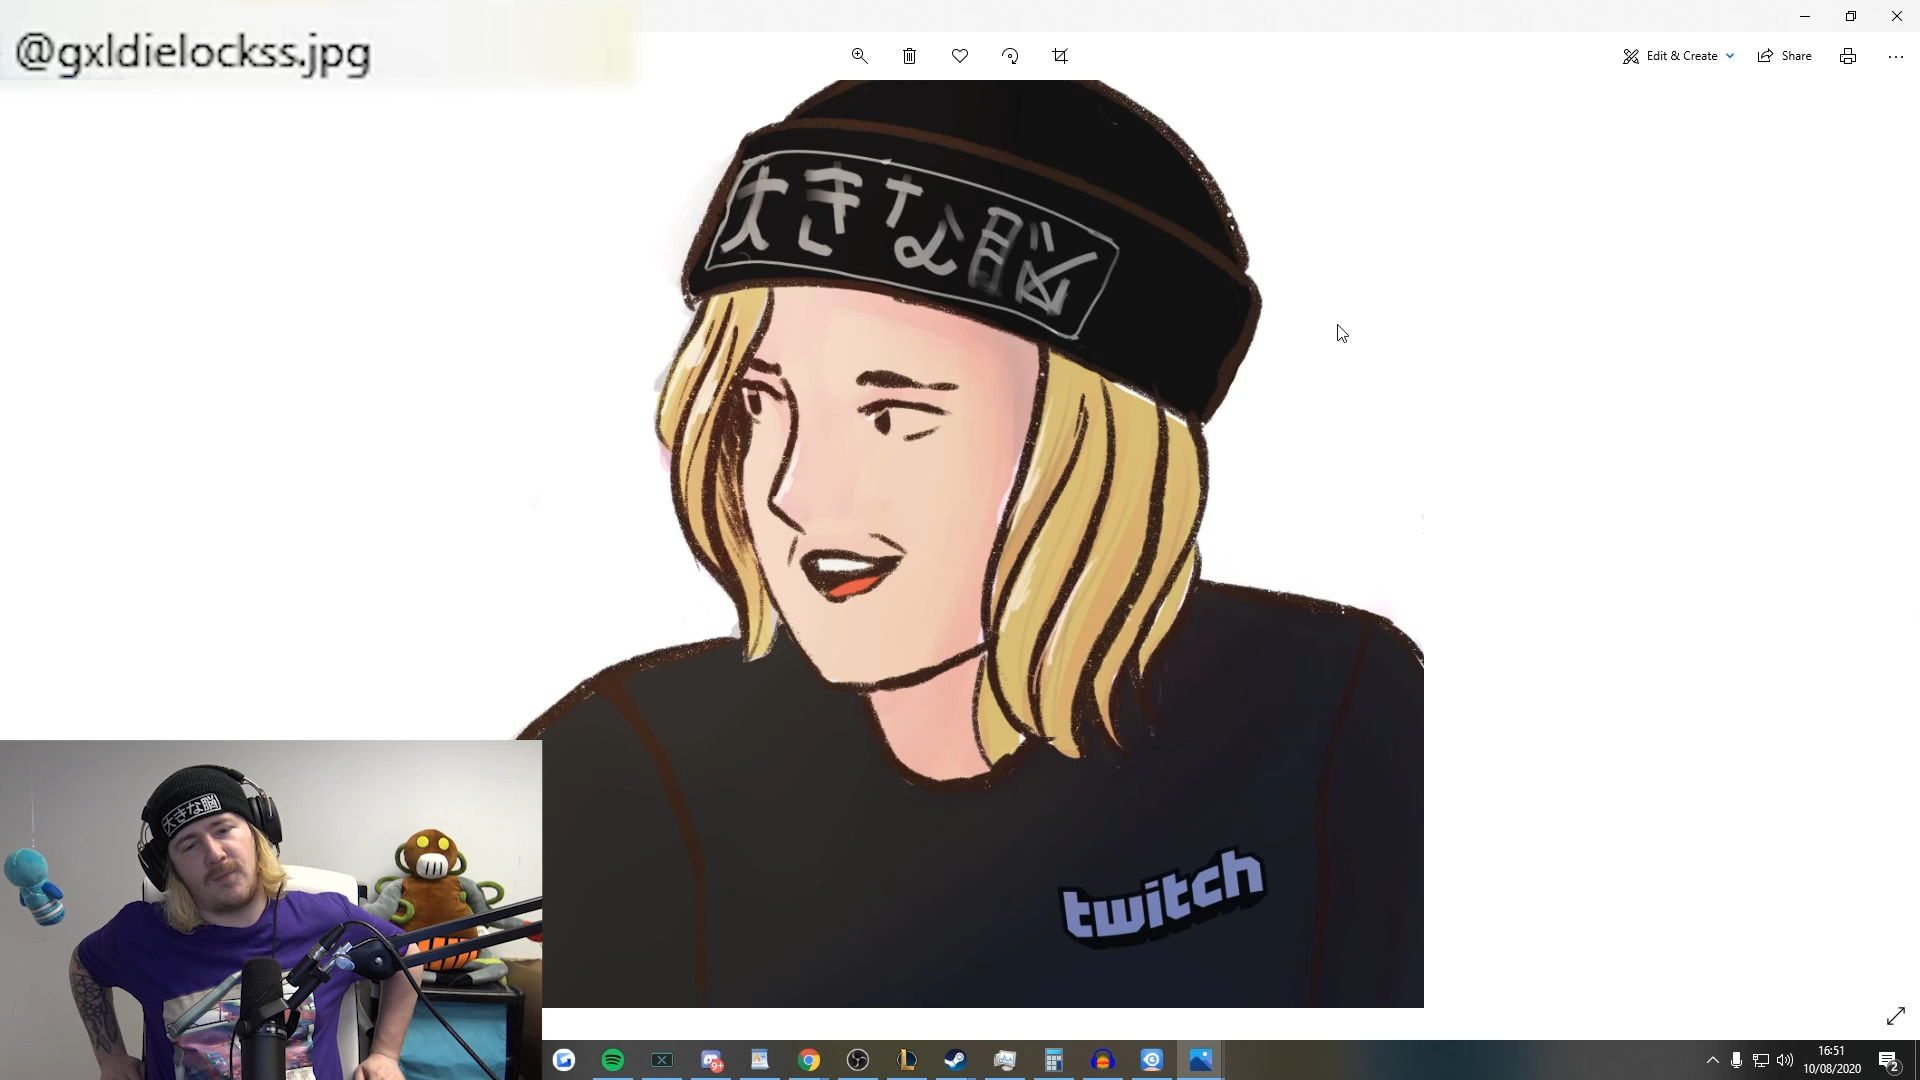 @gxldielockss.jpg
Edit & Create
Share
大きな脳
twitch
大きな脳
16:51
10/08/2020
2